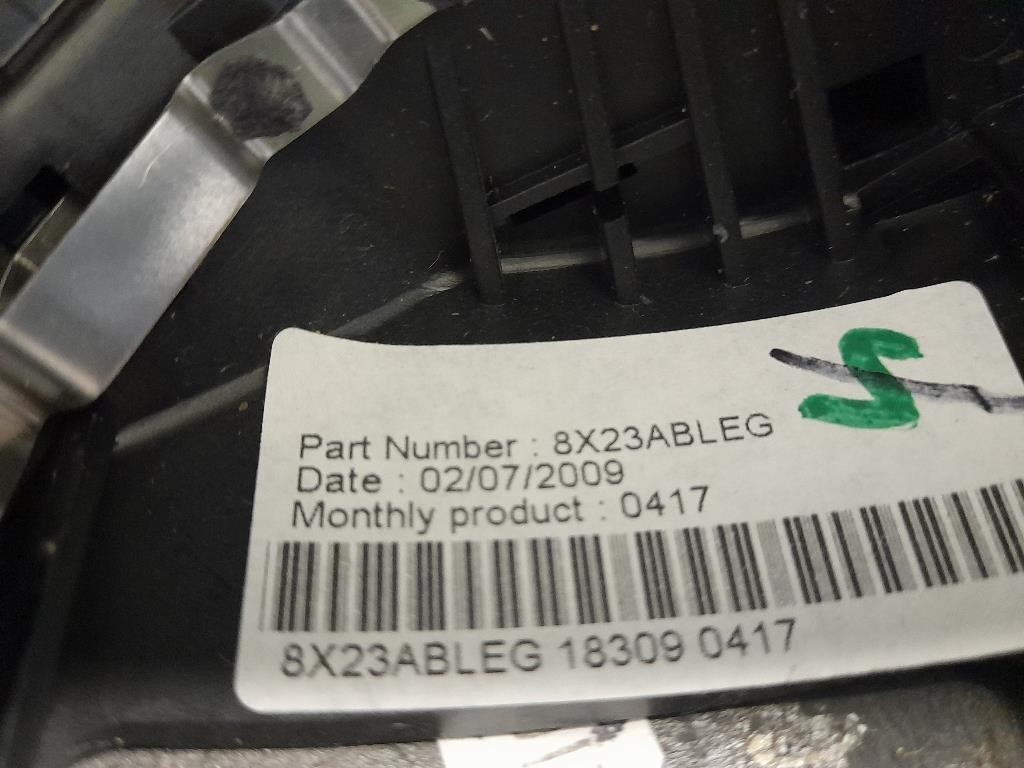 Part Number : 8X23ABLEG
Date : 02/07/2009
Monthly product : 0417
8X23ABLEG 18309 0417